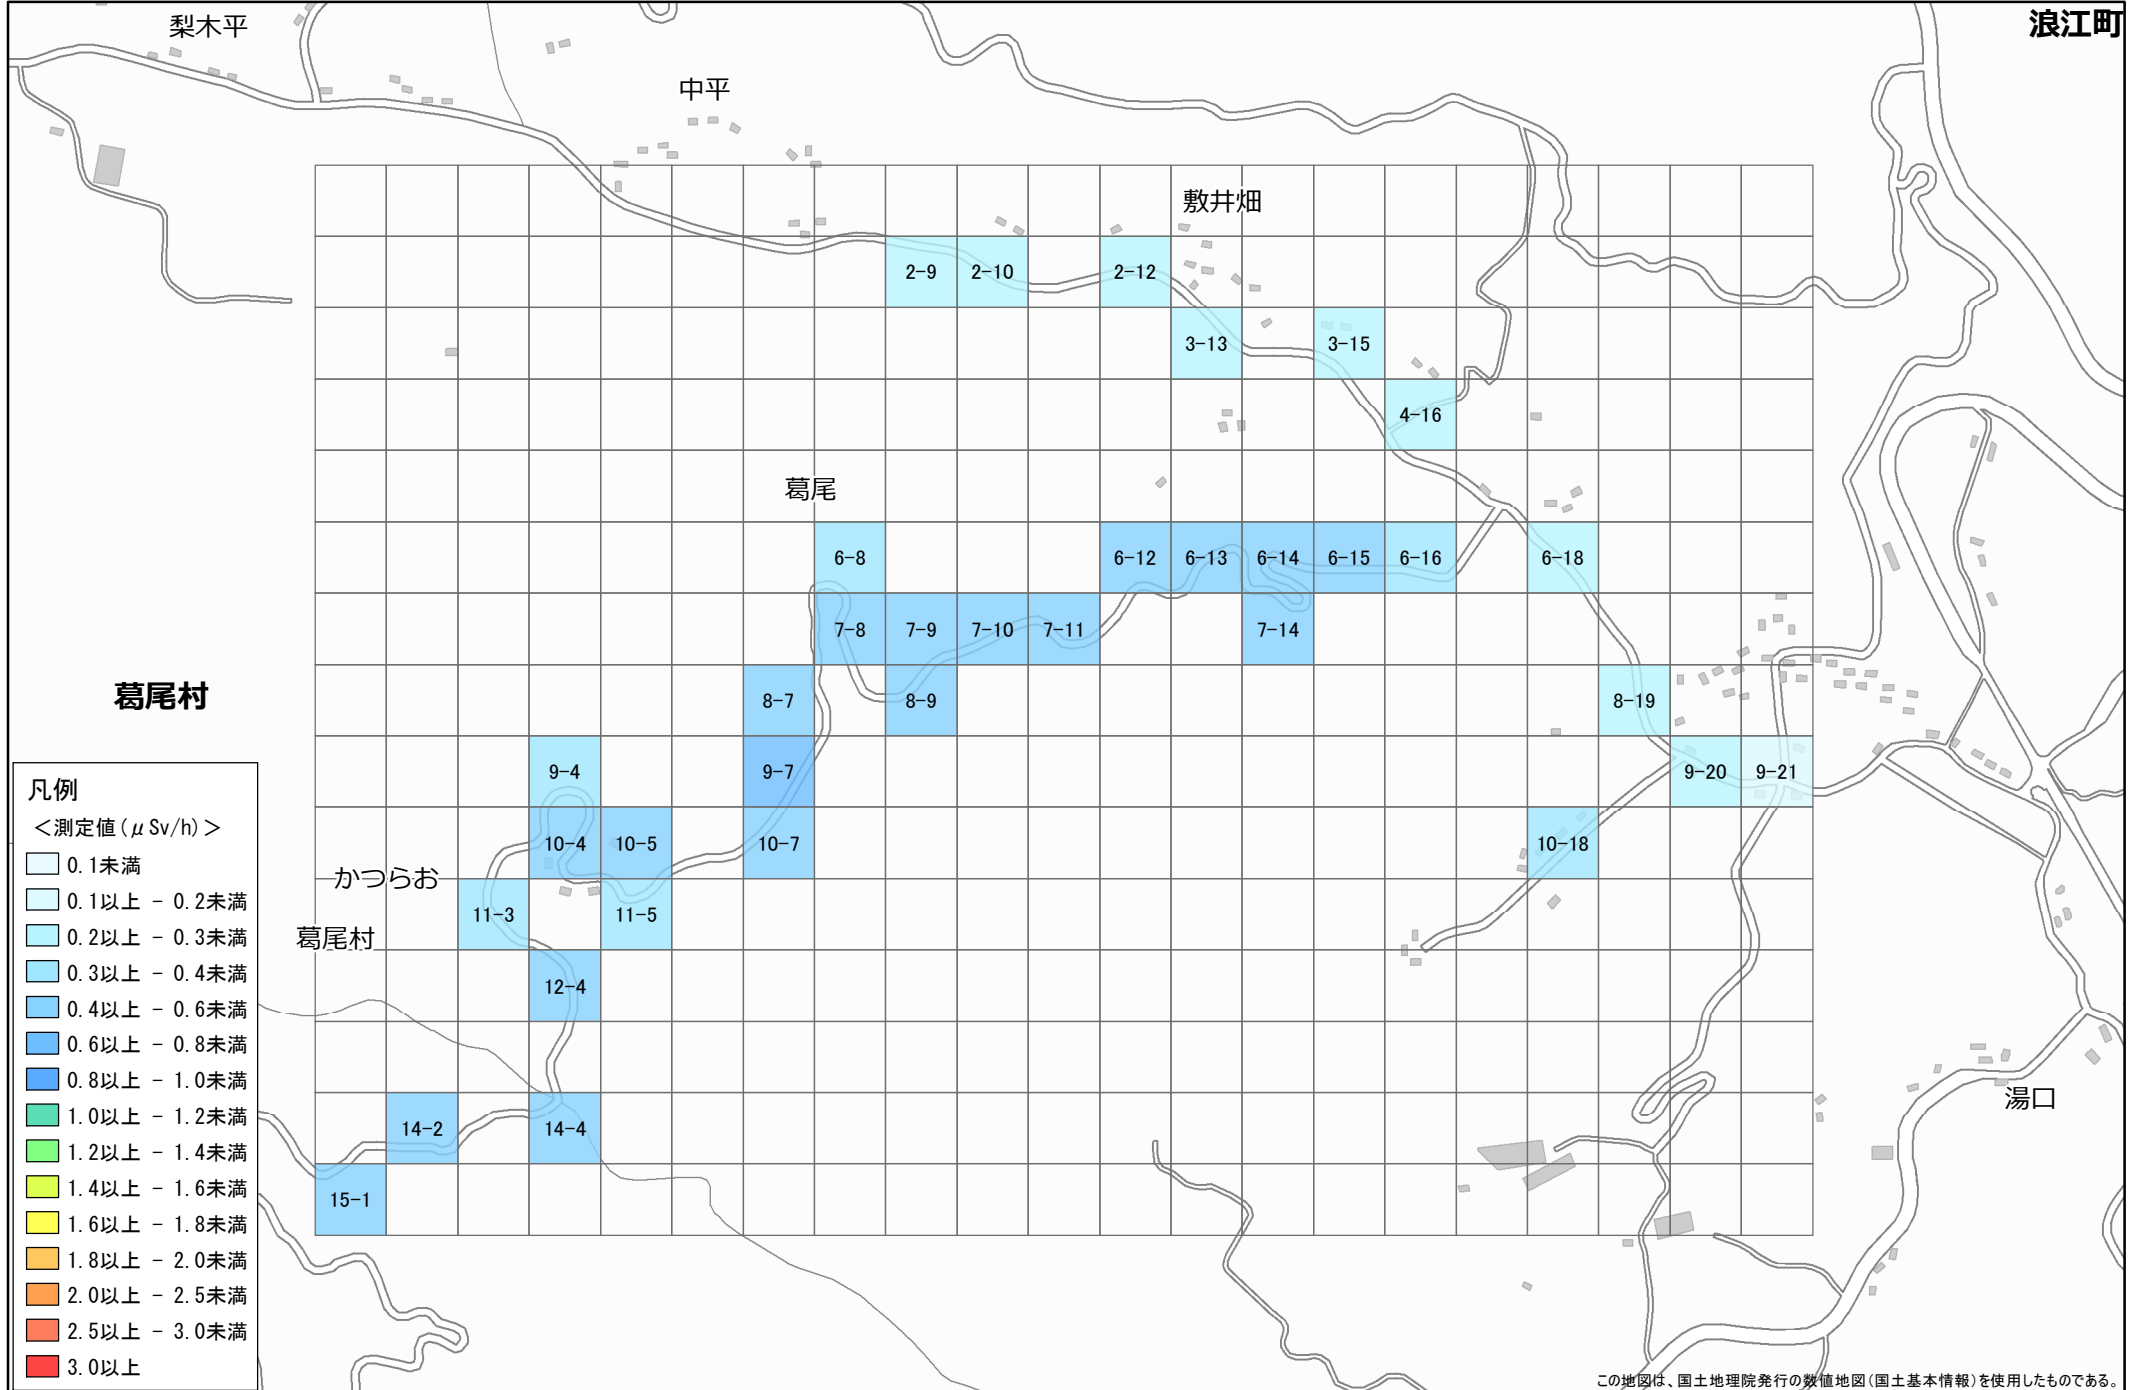 浪江町
梨木平
中平
敷井畑
2-9 2-10 2-12
3-13 3-15
4-16
葛尾
6-8 6-12 6-13 6-14 6-15 6-16 6-18
7-8 7-9 7-10 7-11 7-14
葛尾村
8-7 8-9 8-19
9-4 9-7 9-20 9-21
10-4 10-5 10-7 10-18
かつらお
11-3 11-5
葛尾村
12-4
湯口
14-2 14-4
15-1
凡例
＜測定値(μSv/h)＞
0.1未満
0.1以上 － 0.2未満
0.2以上 － 0.3未満
0.3以上 － 0.4未満
0.4以上 － 0.6未満
0.6以上 － 0.8未満
0.8以上 － 1.0未満
1.0以上 － 1.2未満
1.2以上 － 1.4未満
1.4以上 － 1.6未満
1.6以上 － 1.8未満
1.8以上 － 2.0未満
2.0以上 － 2.5未満
2.5以上 － 3.0未満
3.0以上
この地図は、国土地理院発行の数値地図(国土基本情報)を使用したものである。